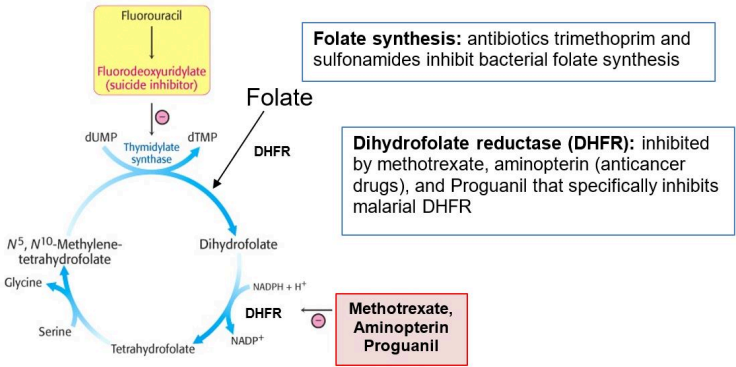 Fluorouracil
Fluorodeoxyuridylate
(suicide inhibitor)
Folate synthesis: antibiotics trimethoprim and
sulfonamides inhibit bacterial folate synthesis
Folate
dUMP
dTMP
Thymidylate
synthase
DHFR
Dihydrofolate reductase (DHFR): inhibited
by methotrexate, aminopterin (anticancer
drugs), and Proguanil that specifically inhibits
malarial DHFR
N5, N10-Methylene-
tetrahydrofolate
Dihydrofolate
Glycine
NADPH + H+
Serine
DHFR
NADP+
Tetrahydrofolate
Methotrexate,
Aminopterin
Proguanil